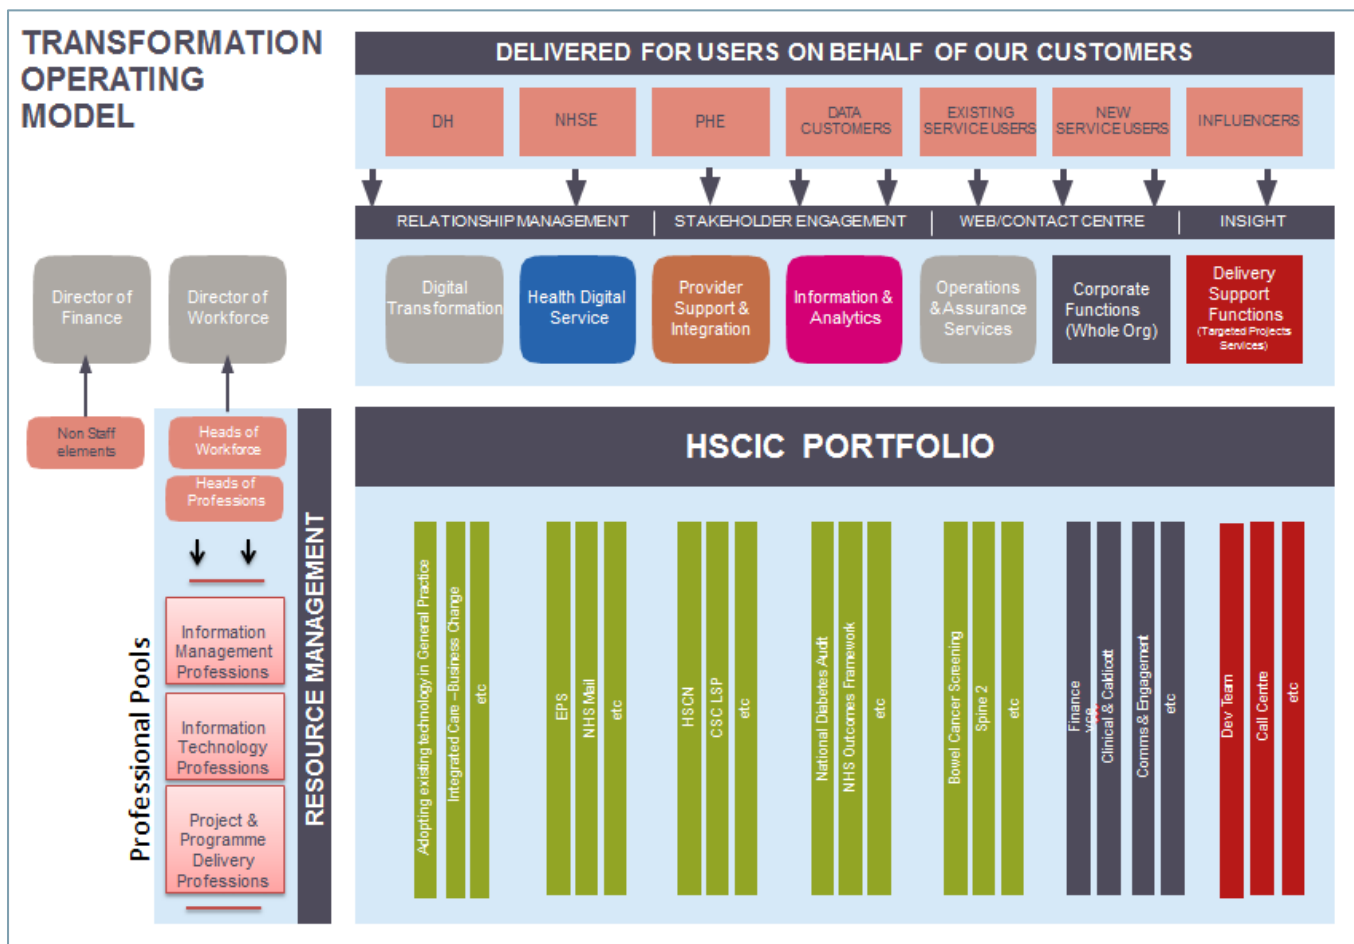 TRANSFORMATION
OPERATING
MODEL
DELIVERED FOR USERS ON BEHALF OF OUR CUSTOMERS
DH
NHSE
PHE
DATA
CUSTOMERS
EXISTING
SERVICE USERS
NEW
SERVICE USERS
INFLUENCERS
RELATIONSHIP MANAGEMENT
STAKEHOLDER ENGAGEMENT
WEB/CONTACT CENTRE
INSIGHT
Director of
Finance
Director of
Workforce
Digital
Transformation
Health Digital
Service
Provider
Support &
Integration
Information &
Analytics
Operations
& Assurance
Services
Corporate
Functions
(Whole Org)
Delivery
Support
Functions
(Targeted Projects
Services)
Non Staff
elements
Heads of
Workforce
Heads of
Professions
Professional Pools
Information
Management
Professions
Information
Technology
Professions
Project &
Programme
Delivery
Professions
RESOURCE MANAGEMENT
HSCIC PORTFOLIO
Adopting existing technology in General Practice
Integrated Care –Business Change
etc
EPS
NHS Mail
etc
HSCN
CSC LSP
etc
National Diabetes Audit
NHS Outcomes Framework
etc
Bowel Cancer Screening
Spine 2
etc
Finance
Clinical & Caldicott
Comms & Engagement
etc
Dev Team
Call Centre
etc